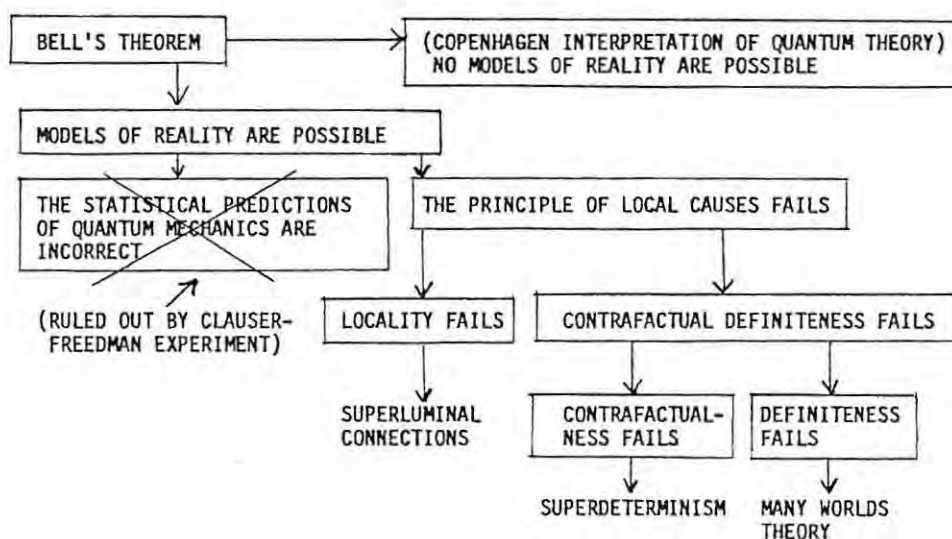 BELL'S THEOREM
(COPENHAGEN INTERPRETATION OF QUANTUM THEORY)
NO MODELS OF REALITY ARE POSSIBLE
MODELS OF REALITY ARE POSSIBLE
THE STATISTICAL PREDICTIONS
OF QUANTUM MECHANICS ARE
INCORRECT
THE PRINCIPLE OF LOCAL CAUSES FAILS
(RULED OUT BY CLAUSER-
FREEDMAN EXPERIMENT)
LOCALITY FAILS
CONTRAFACTUAL DEFINITENESS FAILS
SUPERLUMINAL
CONNECTIONS
CONTRAFACTUAL-
NESS FAILS
DEFINITENESS
FAILS
SUPERDETERMINISM
MANY WORLDS
THEORY